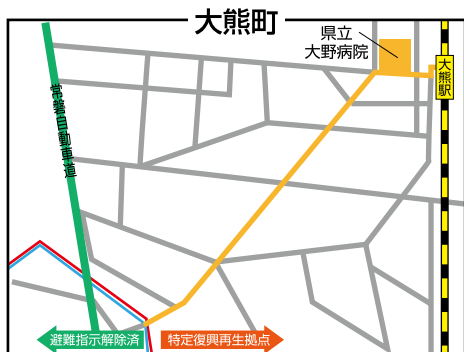 大熊町
県立
大野病院
大熊駅
常磐自動車道
避難指示解除済
特定復興再生拠点